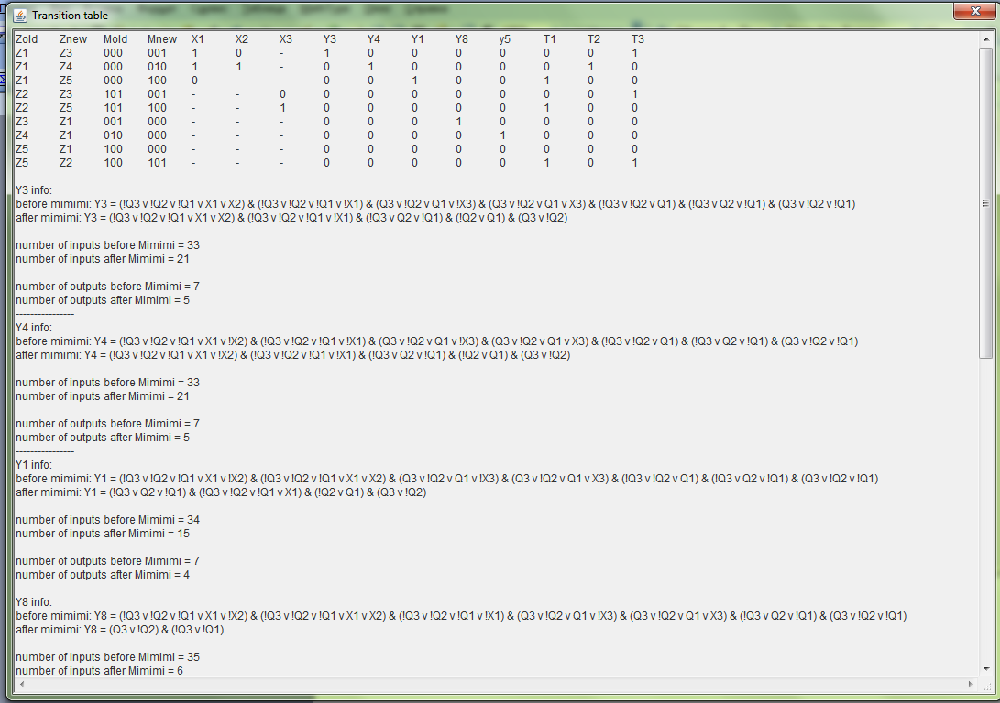 Transition table
Zold Znew Mold Mnew X1 X2 X3 Y3 Y4 Y1 Y8 y5 T1 T2 T3
Z1 Z3 000 001 1 0 - 1 0 0 0 0 0 0 1
Z1 Z4 000 010 1 1 - 0 1 0 0 0 0 1 0
Z1 Z5 000 100 0 - - 0 0 1 0 0 1 0 0
Z2 Z3 101 001 - - 0 0 0 0 0 0 0 0 1
Z2 Z5 101 100 - - 1 0 0 0 0 0 1 0 0
Z3 Z1 001 000 - - - 0 0 0 1 0 0 0 0
Z4 Z1 010 000 - - - 0 0 0 0 1 0 0 0
Z5 Z1 100 000 - - - 0 0 0 0 0 0 0 0
Z5 Z2 100 101 - - - 0 0 0 0 0 1 0 1
Y3 info:
before mimimi: Y3 = (!Q3 v !Q2 v !Q1 v X1 v X2) & (!Q3 v !Q2 v !Q1 v !X1) & (Q3 v !Q2 v Q1 v !X3) & (Q3 v !Q2 v Q1 v X3) & (!Q3 v !Q2 v Q1) & (!Q3 v Q2 v !Q1) & (Q3 v !Q2 v !Q1)
after mimimi: Y3 = (!Q3 v !Q2 v !Q1 v X1 v X2) & (!Q3 v !Q2 v !Q1 v !X1) & (!Q3 v Q2 v !Q1) & (!Q2 v Q1) & (Q3 v !Q2)
number of inputs before Mimimi = 33
number of inputs after Mimimi = 21
number of outputs before Mimimi = 7
number of outputs after Mimimi = 5
----------------
Y4 info:
before mimimi: Y4 = (!Q3 v !Q2 v !Q1 v X1 v !X2) & (!Q3 v !Q2 v !Q1 v !X1) & (Q3 v !Q2 v Q1 v !X3) & (Q3 v !Q2 v Q1 v X3) & (!Q3 v !Q2 v Q1) & (!Q3 v Q2 v !Q1) & (Q3 v !Q2 v !Q1)
after mimimi: Y4 = (!Q3 v !Q2 v !Q1 v X1 v !X2) & (!Q3 v !Q2 v !Q1 v !X1) & (!Q3 v Q2 v !Q1) & (!Q2 v Q1) & (Q3 v !Q2)
number of inputs before Mimimi = 33
number of inputs after Mimimi = 21
number of outputs before Mimimi = 7
number of outputs after Mimimi = 5
----------------
Y1 info:
before mimimi: Y1 = (!Q3 v !Q2 v !Q1 v X1 v !X2) & (!Q3 v !Q2 v !Q1 v X1 v X2) & (Q3 v !Q2 v Q1 v !X3) & (Q3 v !Q2 v Q1 v X3) & (!Q3 v !Q2 v Q1) & (!Q3 v Q2 v !Q1) & (Q3 v !Q2 v !Q1)
after mimimi: Y1 = (!Q3 v Q2 v !Q1) & (!Q3 v !Q2 v !Q1 v X1) & (!Q2 v Q1) & (Q3 v !Q2)
number of inputs before Mimimi = 34
number of inputs after Mimimi = 15
number of outputs before Mimimi = 7
number of outputs after Mimimi = 4
----------------
Y8 info:
before mimimi: Y8 = (!Q3 v !Q2 v !Q1 v X1 v !X2) & (!Q3 v !Q2 v !Q1 v X1 v X2) & (!Q3 v !Q2 v !Q1 v !X1) & (Q3 v !Q2 v Q1 v !X3) & (Q3 v !Q2 v Q1 v X3) & (!Q3 v Q2 v !Q1) & (Q3 v !Q2 v !Q1)
after mimimi: Y8 = (Q3 v !Q2) & (!Q3 v !Q1)
number of inputs before Mimimi = 35
number of inputs after Mimimi = 6